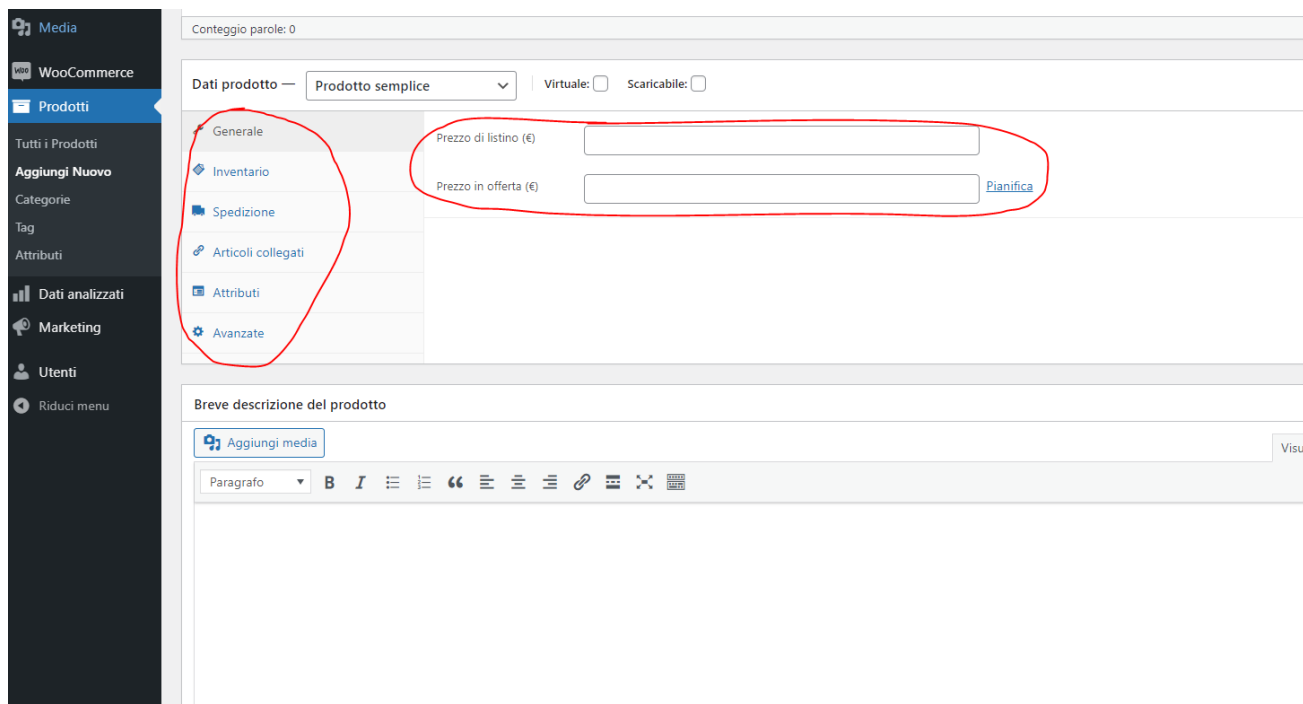 Media
WooCommerce
Prodotti
Tutti i Prodotti
Aggiungi Nuovo
Categorie
Tag
Attributi
Dati analizzati
Marketing
Utenti
Riduci menu
Conteggio parole: 0
Dati prodotto — Prodotto semplice Virtuale: Scaricabile:
Generale
Inventario
Spedizione
Articoli collegati
Attributi
Avanzate
Prezzo di listino (€)
Prezzo in offerta (€) Pianifica
Breve descrizione del prodotto
Aggiungi media
Visu
Paragrafo B I